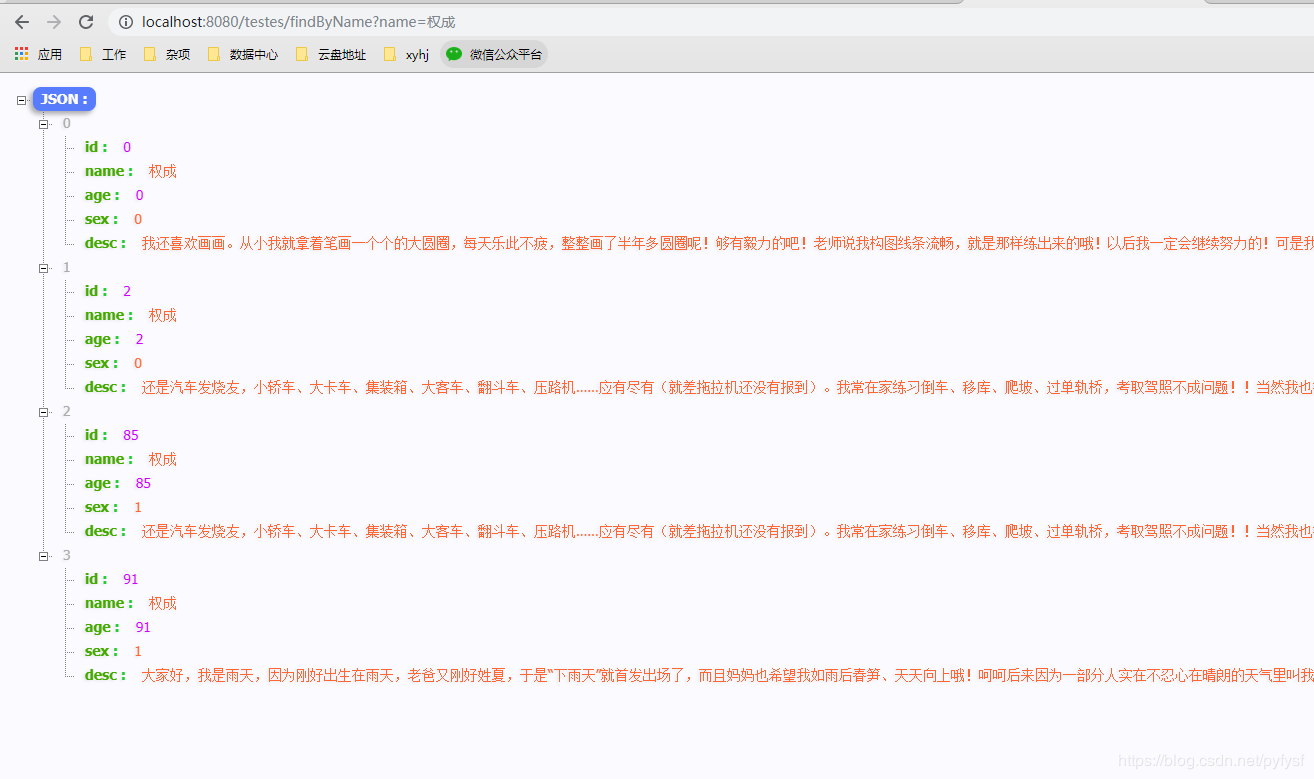 localhost:8080/testes/findByName?name=权成
应用 工作 杂项 数据中心 云盘地址 xyhj 微信公众平台
JSON :
0
id : 0
name : 权成
age : 0
sex : 0
desc : 我还喜欢画画。从小我就拿着笔画一个个的大圆圈，每天乐此不疲，整整画了半年多圆圈呢！够有毅力的吧！老师说我构图线条流畅，就是那样练出来的哦！以后我一定会继续努力的！可是我
1
id : 2
name : 权成
age : 2
sex : 0
desc : 还是汽车发烧友，小轿车、大卡车、集装箱、大客车、翻斗车、压路机……应有尽有（就差拖拉机还没有报到）。我常在家练习倒车、移库、爬坡、过单轨桥，考取驾照不成问题！！当然我也
2
id : 85
name : 权成
age : 85
sex : 1
desc : 还是汽车发烧友，小轿车、大卡车、集装箱、大客车、翻斗车、压路机……应有尽有（就差拖拉机还没有报到）。我常在家练习倒车、移库、爬坡、过单轨桥，考取驾照不成问题！！当然我也
3
id : 91
name : 权成
age : 91
sex : 1
desc : 大家好，我是雨天，因为刚好出生在雨天，老爸又刚好姓夏，于是“下雨天”就首发出场了，而且妈妈也希望我如雨后春笋、天天向上哦！呵呵后来因为一部分人实在不忍心在晴朗的天气里叫我
https://blog.csdn.net/pyfysf